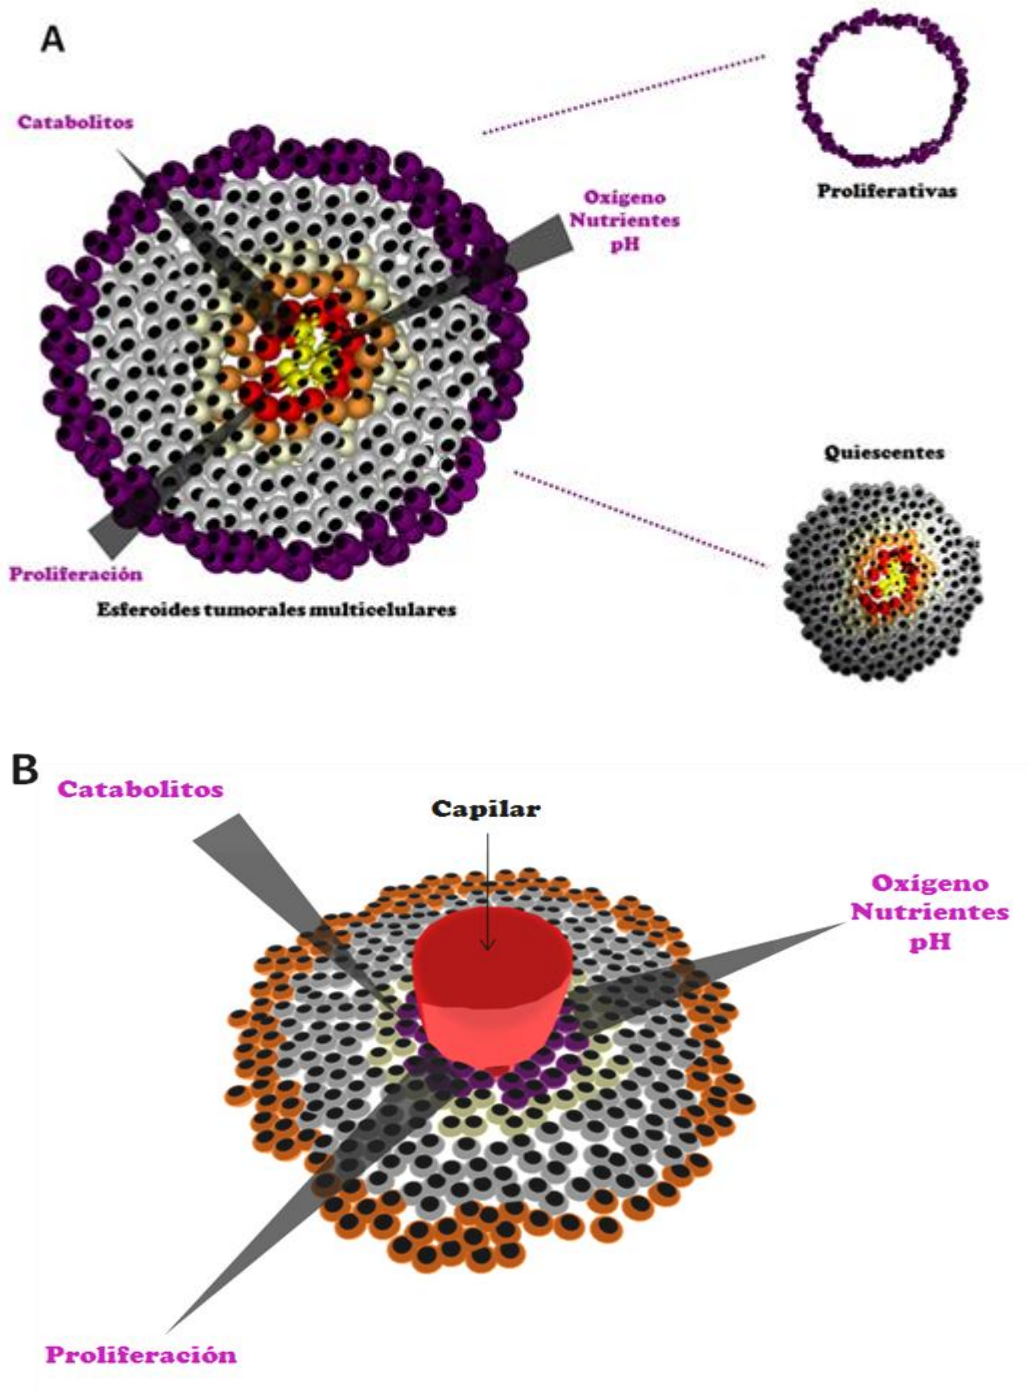 A
Catabolitos
Oxígeno
Nutrientes
pH
Proliferativas
Quiescentes
Proliferación
Esferoides tumorales multicelulares
B
Catabolitos
Capilar
Oxígeno
Nutrientes
pH
Proliferación